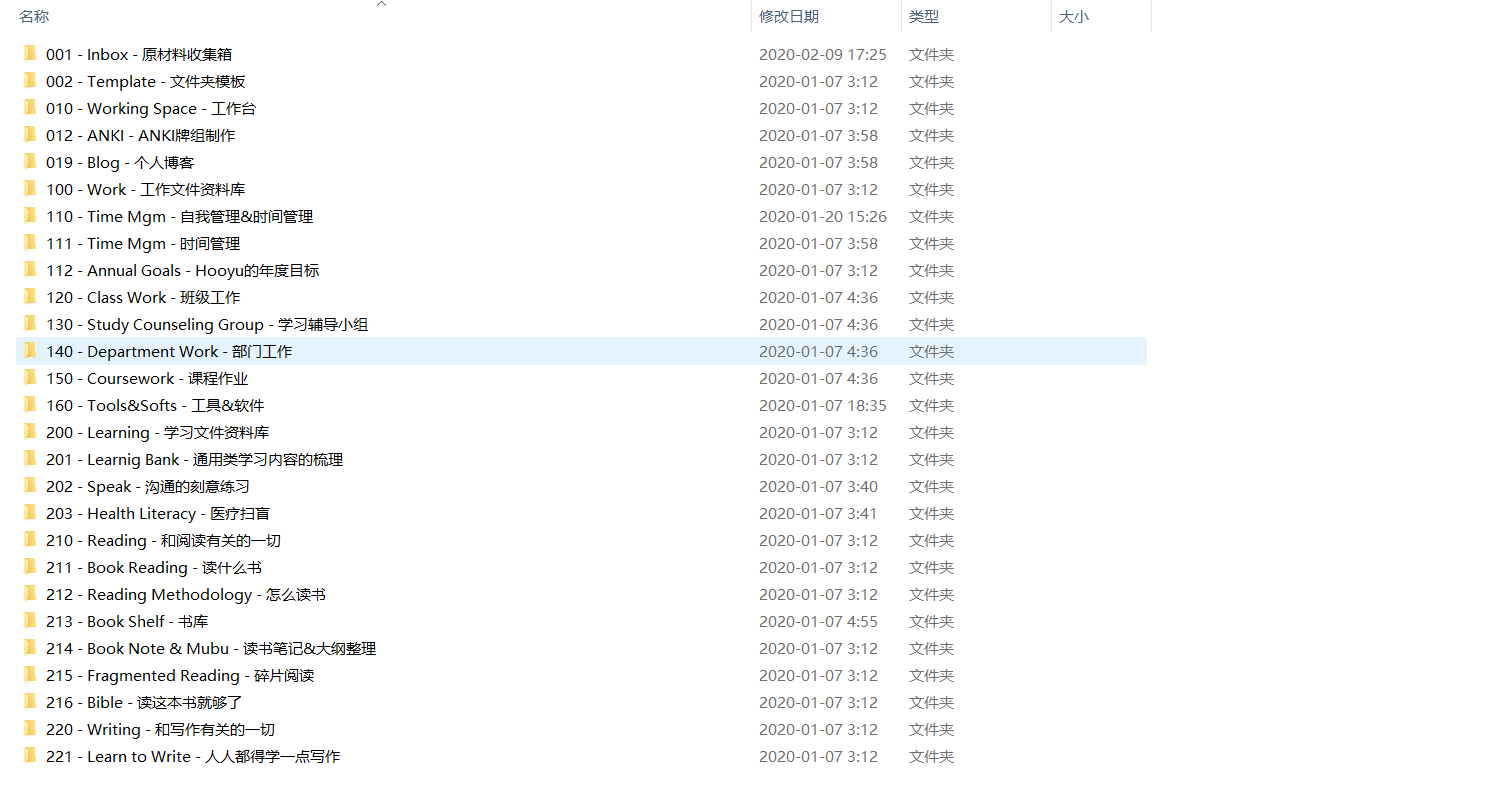 名称 修改日期 类型 大小
001 - Inbox - 原材料收集箱 2020-02-09 17:25 文件夹
002 - Template - 文件夹模板 2020-01-07 3:12 文件夹
010 - Working Space - 工作台 2020-01-07 3:12 文件夹
012 - ANKI - ANKI牌组制作 2020-01-07 3:58 文件夹
019 - Blog - 个人博客 2020-01-07 3:58 文件夹
100 - Work - 工作文件资料库 2020-01-07 3:12 文件夹
110 - Time Mgm - 自我管理&时间管理 2020-01-20 15:26 文件夹
111 - Time Mgm - 时间管理 2020-01-07 3:58 文件夹
112 - Annual Goals - Hooyu的年度目标 2020-01-07 3:12 文件夹
120 - Class Work - 班级工作 2020-01-07 4:36 文件夹
130 - Study Counseling Group - 学习辅导小组 2020-01-07 4:36 文件夹
140 - Department Work - 部门工作 2020-01-07 4:36 文件夹
150 - Coursework - 课程作业 2020-01-07 4:36 文件夹
160 - Tools&Softs - 工具&软件 2020-01-07 18:35 文件夹
200 - Learning - 学习文件资料库 2020-01-07 3:12 文件夹
201 - Learnig Bank - 通用类学习内容的梳理 2020-01-07 3:12 文件夹
202 - Speak - 沟通的刻意练习 2020-01-07 3:40 文件夹
203 - Health Literacy - 医疗扫盲 2020-01-07 3:41 文件夹
210 - Reading - 和阅读有关的一切 2020-01-07 3:12 文件夹
211 - Book Reading - 读什么书 2020-01-07 3:12 文件夹
212 - Reading Methodology - 怎么读书 2020-01-07 3:12 文件夹
213 - Book Shelf - 书库 2020-01-07 4:55 文件夹
214 - Book Note & Mubu - 读书笔记&大纲整理 2020-01-07 3:12 文件夹
215 - Fragmented Reading - 碎片阅读 2020-01-07 3:12 文件夹
216 - Bible - 读这本书就够了 2020-01-07 3:12 文件夹
220 - Writing - 和写作有关的一切 2020-01-07 3:12 文件夹
221 - Learn to Write - 人人都得学一点写作 2020-01-07 3:12 文件夹